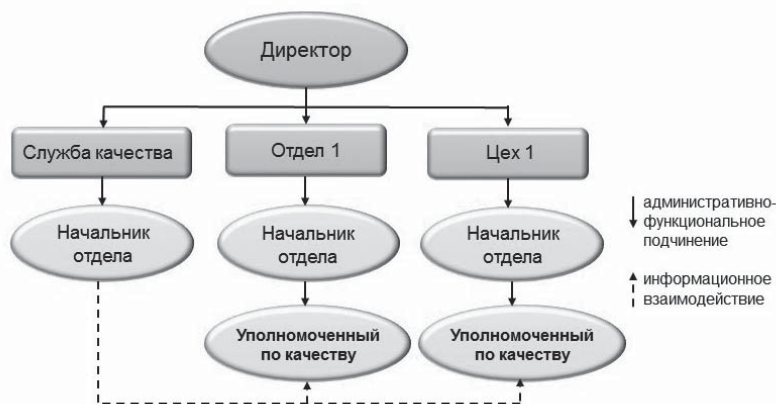 Директор
Служба качества
Отдел 1
Цех 1
Начальник
отдела
Начальник
отдела
Начальник
отдела
Уполномоченный
по качеству
Уполномоченный
по качеству
административно-
функциональное
подчинение
информационное
взаимодействие